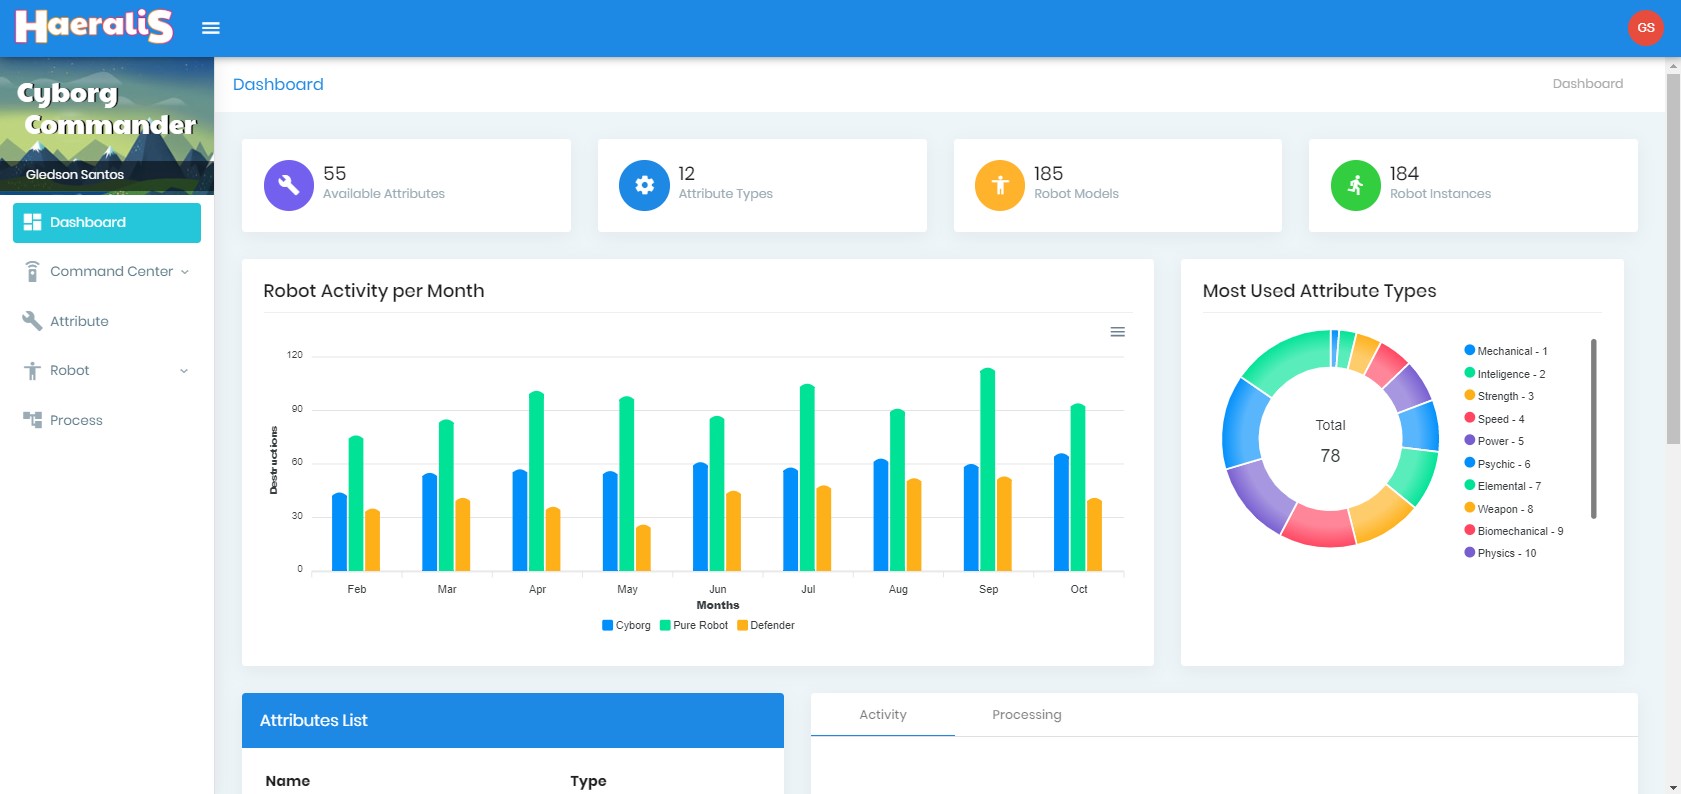 HaeraliS
GS
Cyborg
Commander
Gledson Santos
Dashboard
Command Center
Attribute
Robot
Process
Dashboard
Dashboard
55
Available Attributes
12
Attribute Types
185
Robot Models
184
Robot Instances
Robot Activity per Month
120
90
60
30
0
Destructions
Feb Mar Apr May Jun Jul Aug Sep Oct
Months
Cyborg Pure Robot Defender
Most Used Attribute Types
Total
78
Mechanical - 1
Inteligence - 2
Strength - 3
Speed - 4
Power - 5
Psychic - 6
Elemental - 7
Weapon - 8
Biomechanical - 9
Physics - 10
Attributes List
Name Type
Activity Processing